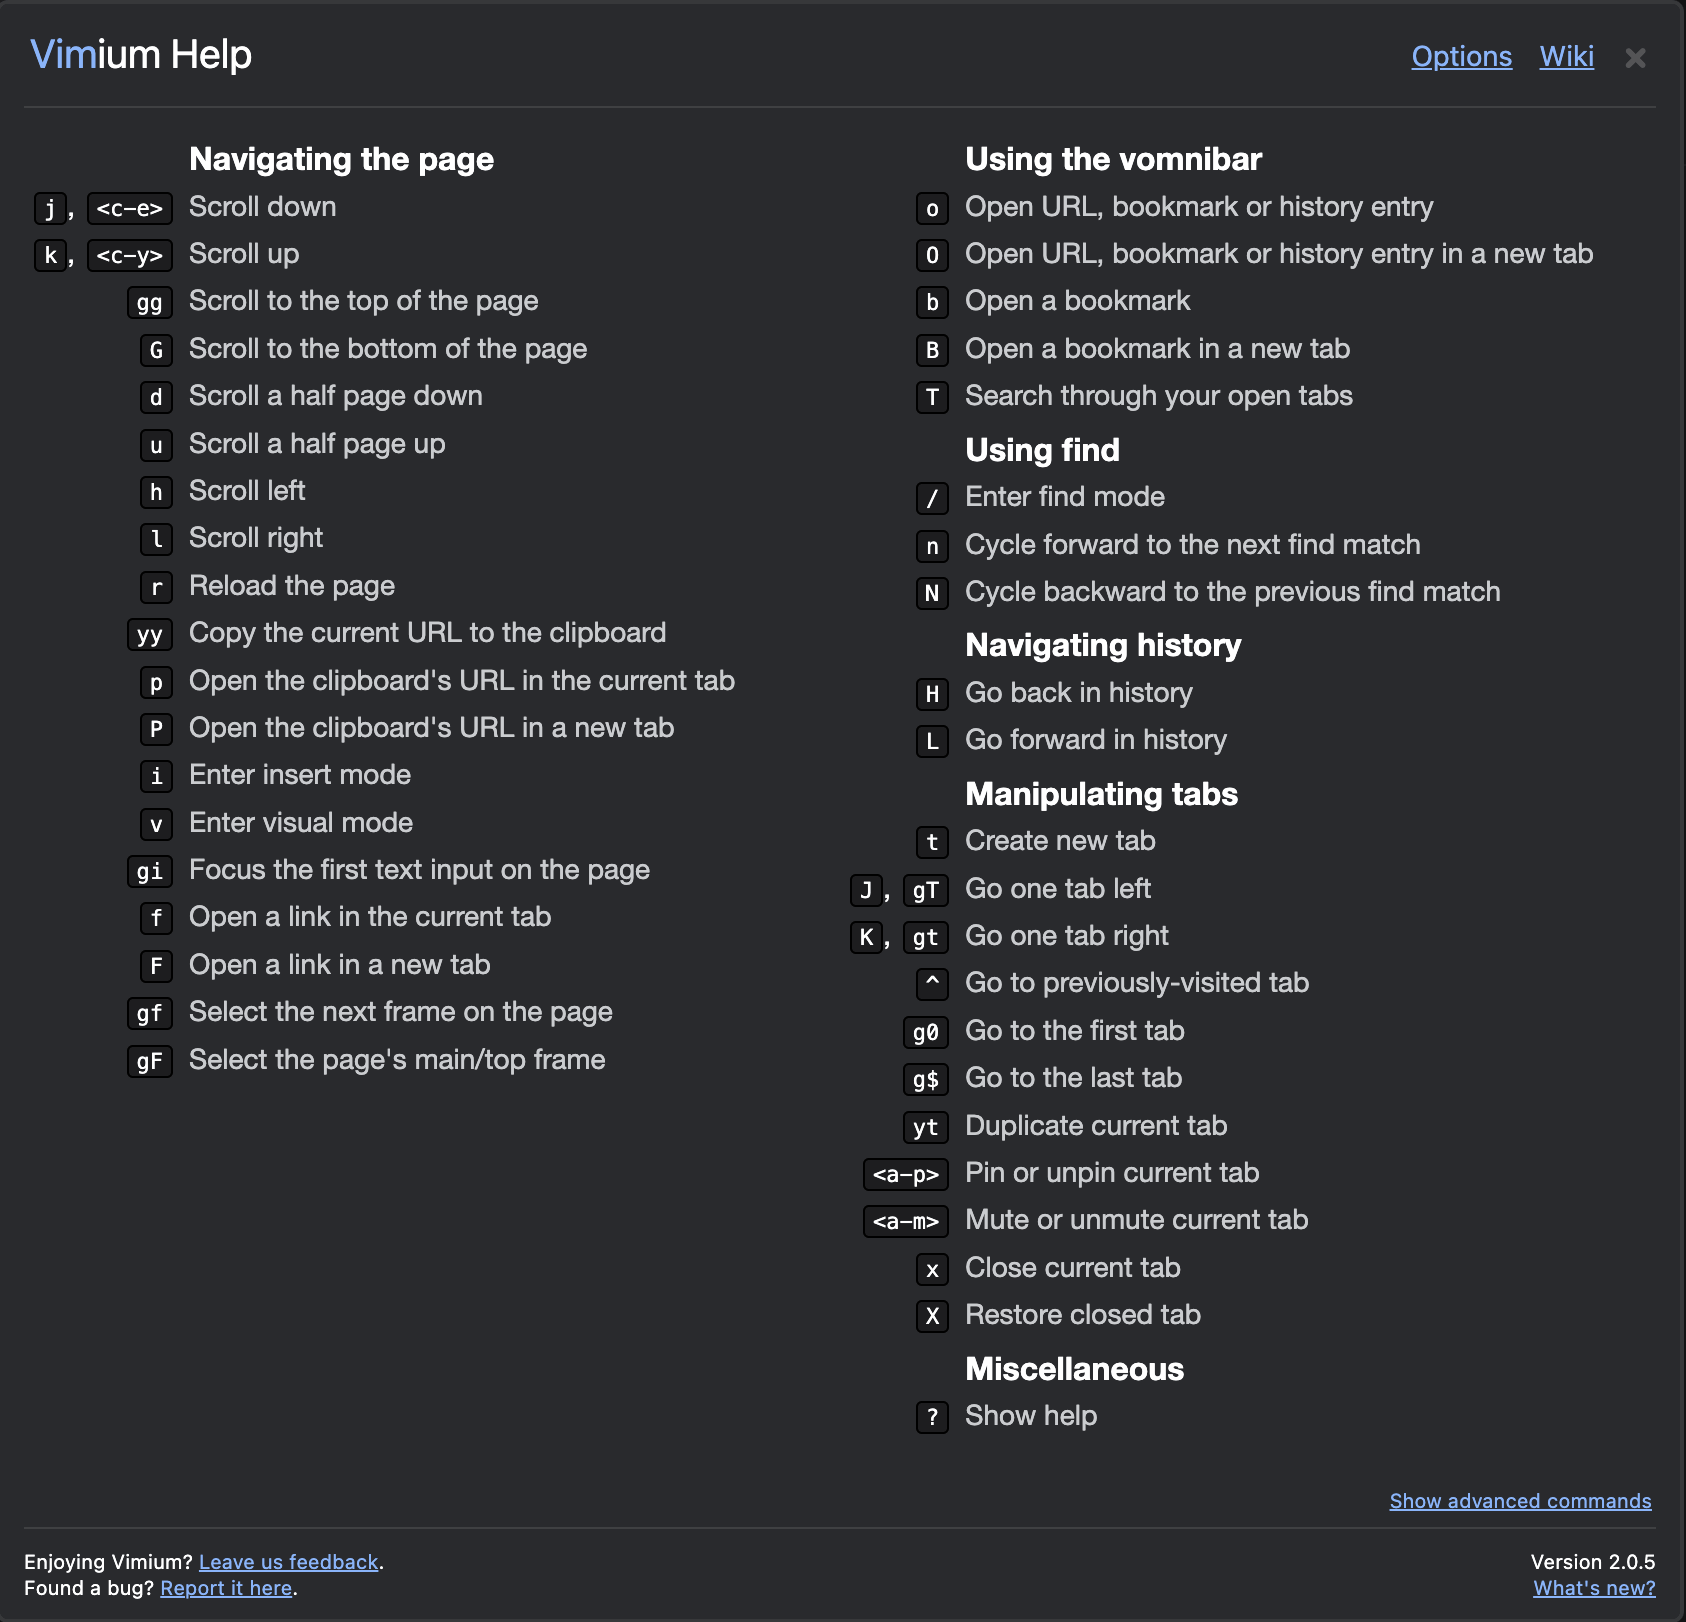 Vimium Help
Options Wiki ×
Navigating the page
j, <c-e> Scroll down
k, <c-y> Scroll up
gg Scroll to the top of the page
G Scroll to the bottom of the page
d Scroll a half page down
u Scroll a half page up
h Scroll left
l Scroll right
r Reload the page
yy Copy the current URL to the clipboard
p Open the clipboard's URL in the current tab
P Open the clipboard's URL in a new tab
i Enter insert mode
v Enter visual mode
gi Focus the first text input on the page
f Open a link in the current tab
F Open a link in a new tab
gf Select the next frame on the page
gF Select the page's main/top frame
Using the vomnibar
o Open URL, bookmark or history entry
O Open URL, bookmark or history entry in a new tab
b Open a bookmark
B Open a bookmark in a new tab
T Search through your open tabs
Using find
/ Enter find mode
n Cycle forward to the next find match
N Cycle backward to the previous find match
Navigating history
H Go back in history
L Go forward in history
Manipulating tabs
t Create new tab
J, gT Go one tab left
K, gt Go one tab right
^ Go to previously-visited tab
g0 Go to the first tab
g$ Go to the last tab
yt Duplicate current tab
<a-p> Pin or unpin current tab
<a-m> Mute or unmute current tab
x Close current tab
X Restore closed tab
Miscellaneous
? Show help
Show advanced commands
Enjoying Vimium? Leave us feedback.
Found a bug? Report it here.
Version 2.0.5
What's new?